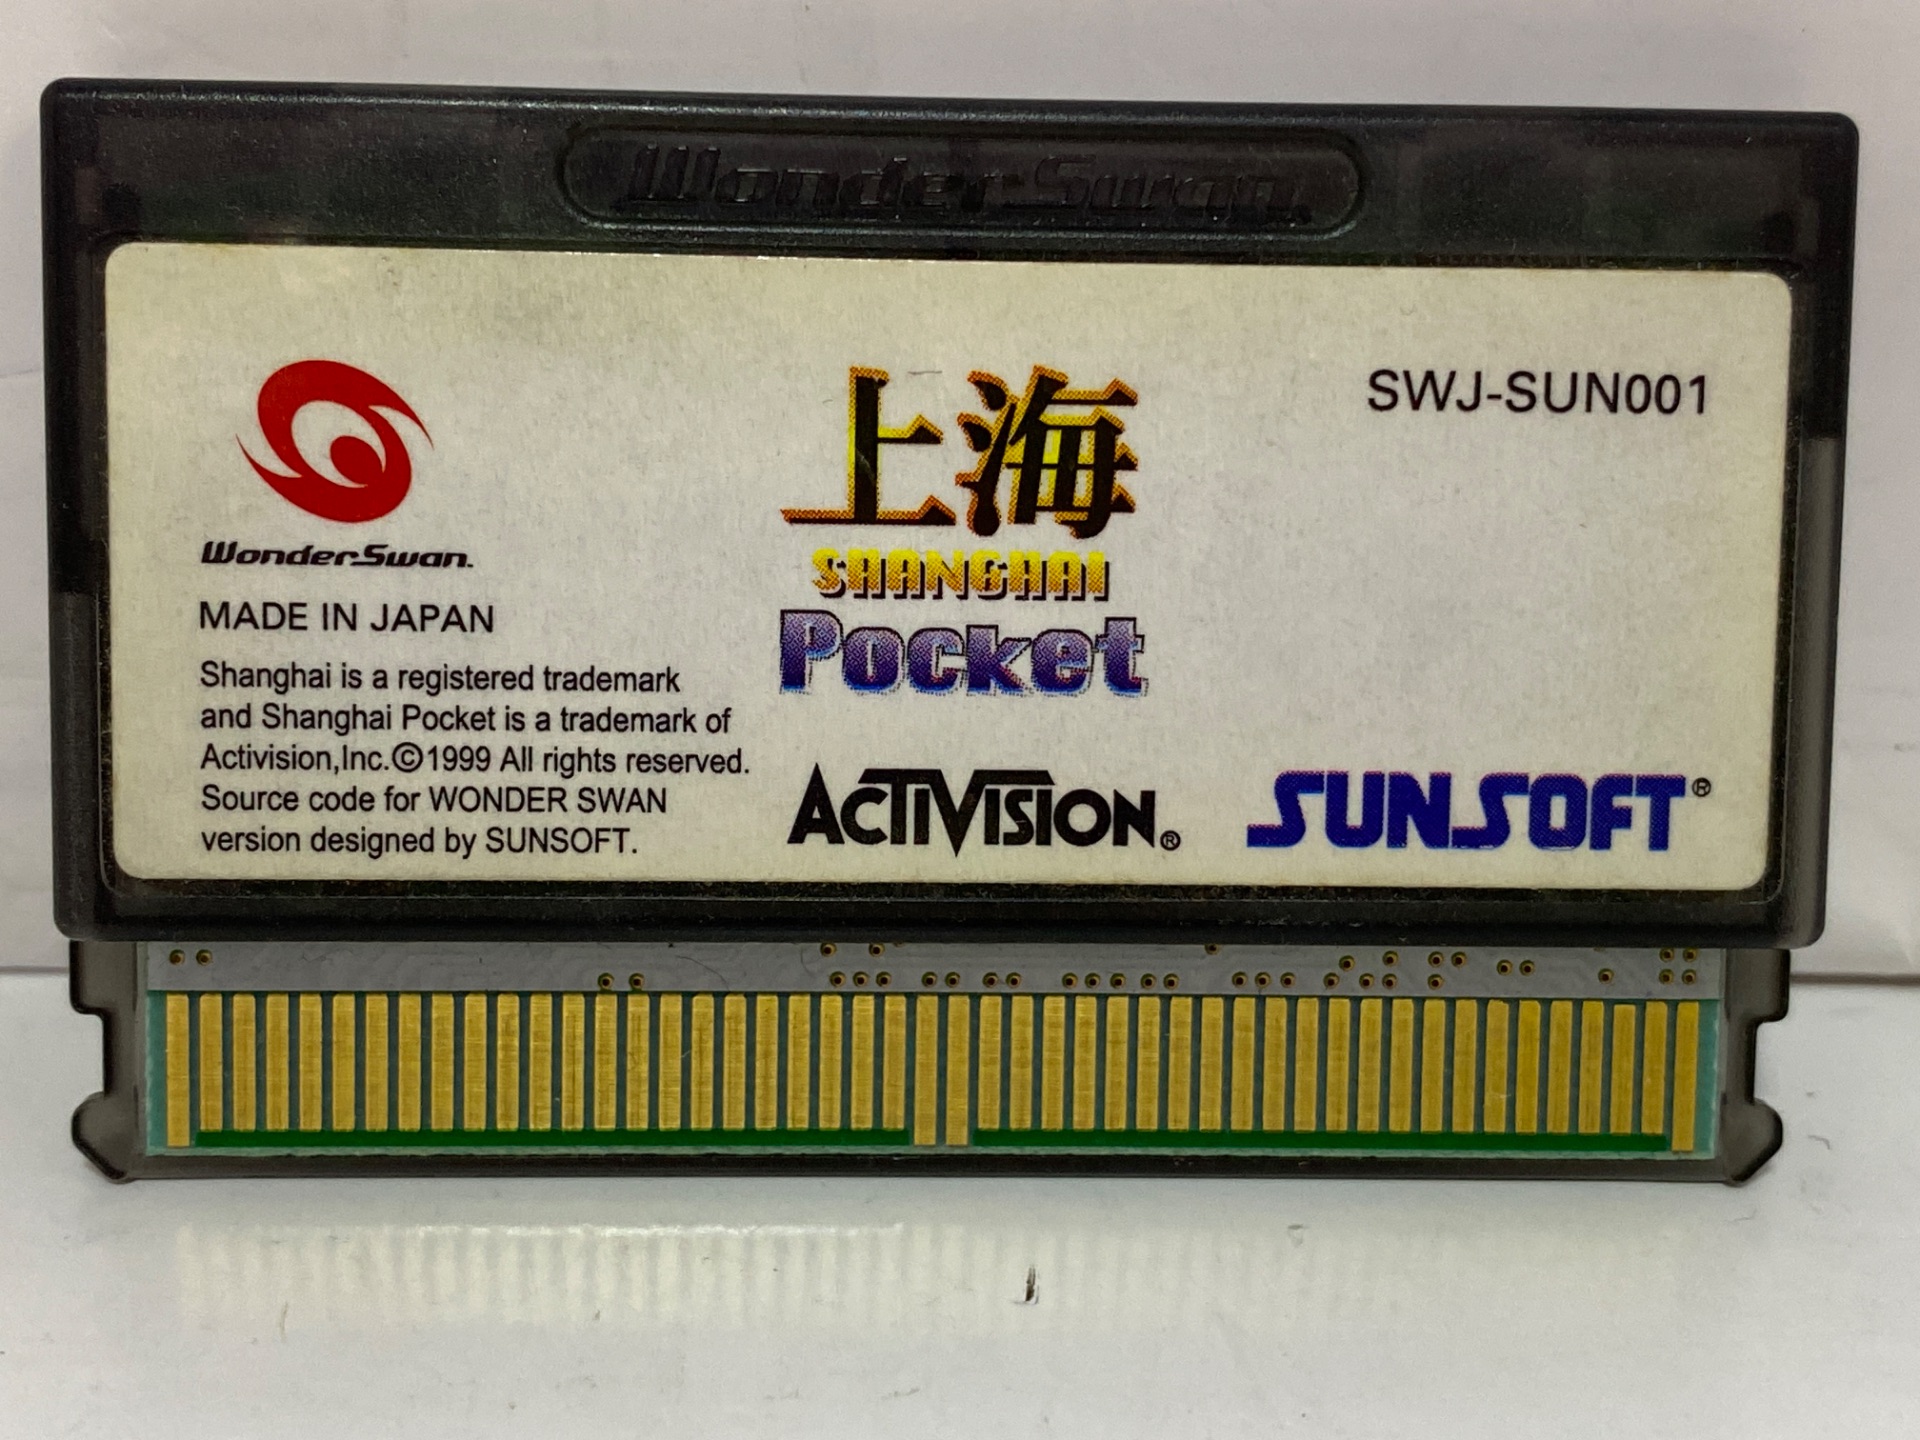 WonderSwan
WonderSwan.
MADE IN JAPAN
Shanghai is a registered trademark
and Shanghai Pocket is a trademark of
Activision,Inc.©1999 All rights reserved.
Source code for WONDER SWAN
version designed by SUNSOFT.
上海
SHANGHAI
Pocket
ACTIVISION®
SWJ-SUN001
SUNSOFT®